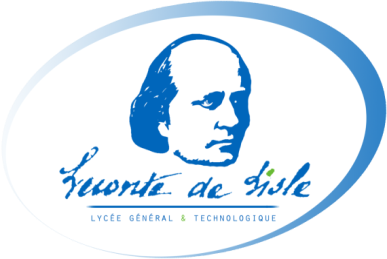 Leconte de Lisle
LYCÉE GÉNÉRAL & TECHNOLOGIQUE